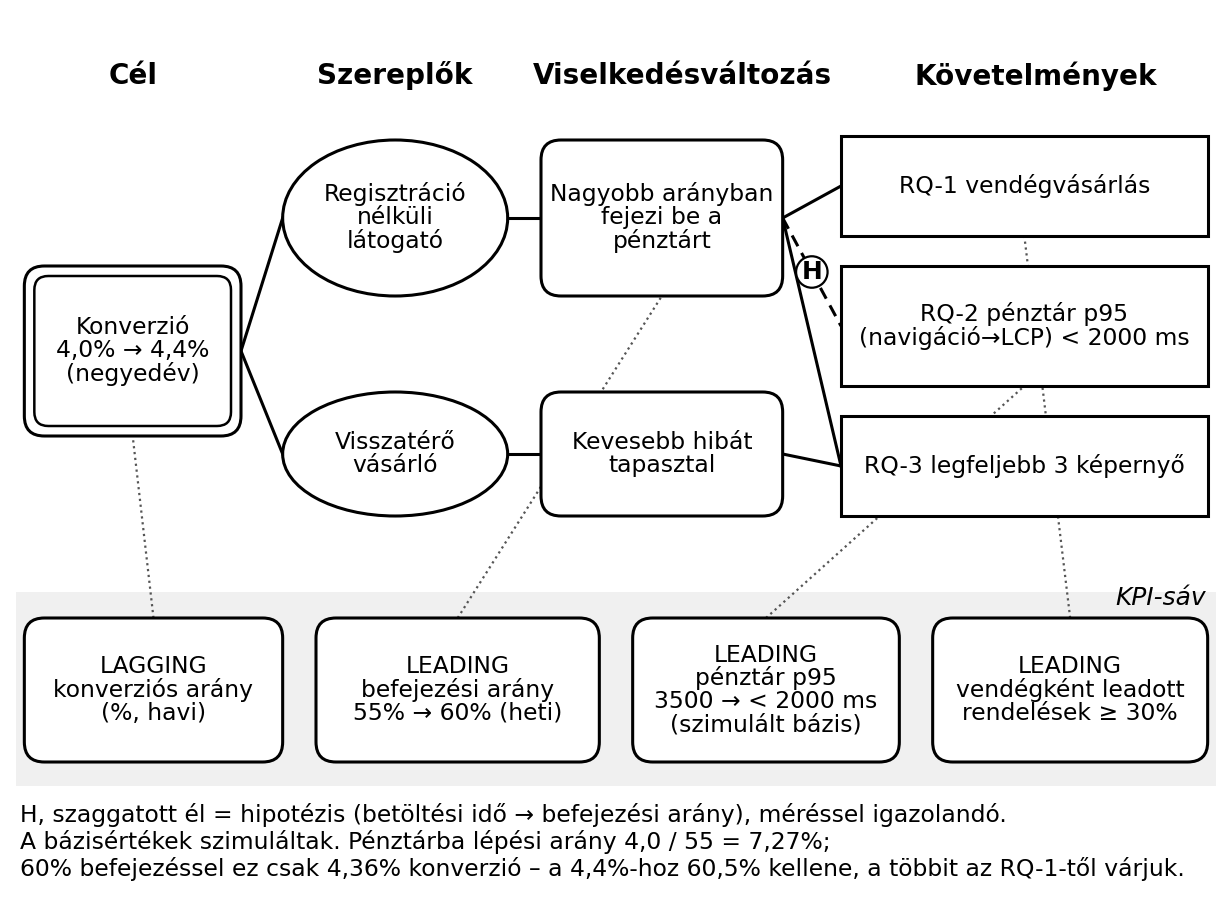 Cél
Szereplők
Viselkedésváltozás
Követelmények
Regisztráció
nélküli
látogató
Nagyobb arányban
fejezi be a
pénztárt
RQ-1 vendégvásárlás
H
Konverzió
4,0% → 4,4%
(negyedév)
RQ-2 pénztár p95
(navigáció→LCP) < 2000 ms
Visszatérő
vásárló
Kevesebb hibát
tapasztal
RQ-3 legfeljebb 3 képernyő
KPI-sáv
LAGGING
konverziós arány
(%, havi)
LEADING
befejezési arány
55% → 60% (heti)
LEADING
pénztár p95
3500 → < 2000 ms
(szimulált bázis)
LEADING
vendégként leadott
rendelések ≥ 30%
H, szaggatott él = hipotézis (betöltési idő → befejezési arány), méréssel igazolandó.
A bázisértékek szimuláltak. Pénztárba lépési arány 4,0 / 55 = 7,27%;
60% befejezéssel ez csak 4,36% konverzió – a 4,4%-hoz 60,5% kellene, a többit az RQ-1-től várjuk.